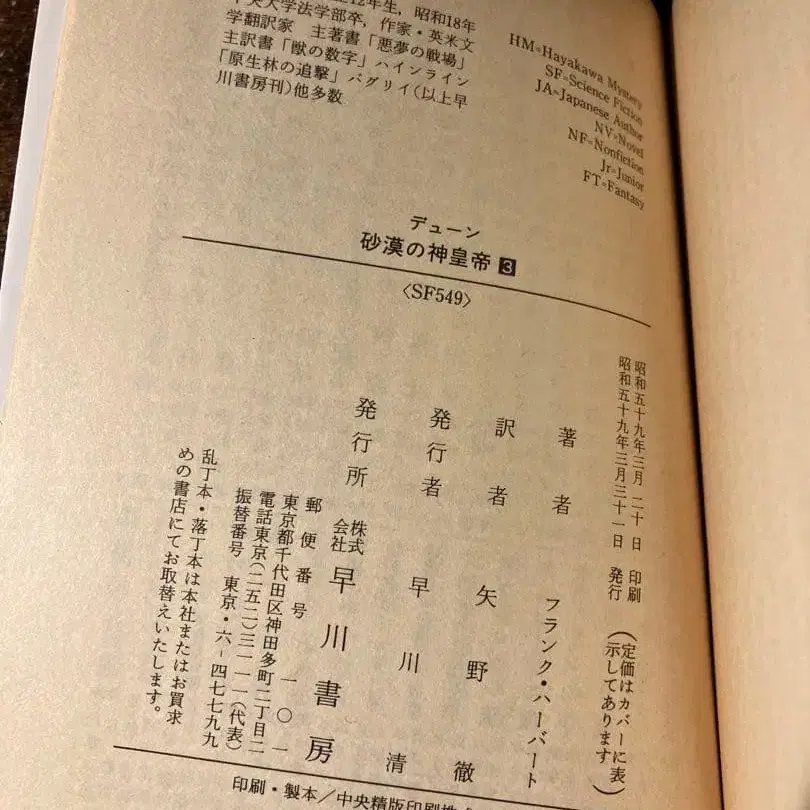 12年生,昭和18年
大学法学部卒,作家・英米文
学翻訳家 主著書「悪夢の戦場」
主訳書「獣の数字」ハインライン
「原生林の追撃」バグリイ(以上早
川書房刊)他多数
HM=Hayakawa Mystery
SF=Science Fiction
JA=Japanese Author
NV=Novel
NF=Nonfiction
Jr=Junior
FT=Fantasy
デューン
砂漠の神皇帝3
〈SF549〉
昭和五十九年三月 二十日 印刷
昭和五十九年三月三十一日 発行
(定価はカバーに表示してあります)
著者 フランク・ハーバート
訳者 矢野徹
発行者 早川清
発行所 株式会社 早川書房
郵便番号 一〇一
東京都千代田区神田多町二丁目二
電話東京(二五二)三一一一(代表)
振替番号 東京・六-四七七九九
乱丁本・落丁本は本社またはお買求
めの書店にてお取替えいたします。
印刷・製本/中央精版印刷株